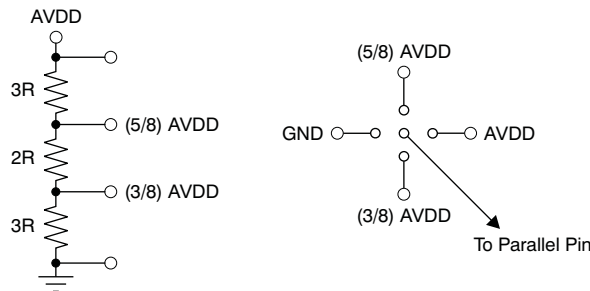 AVDD
3R
(5/8) AVDD
2R
(3/8) AVDD
3R
(5/8) AVDD
GND
AVDD
(3/8) AVDD
To Parallel Pin